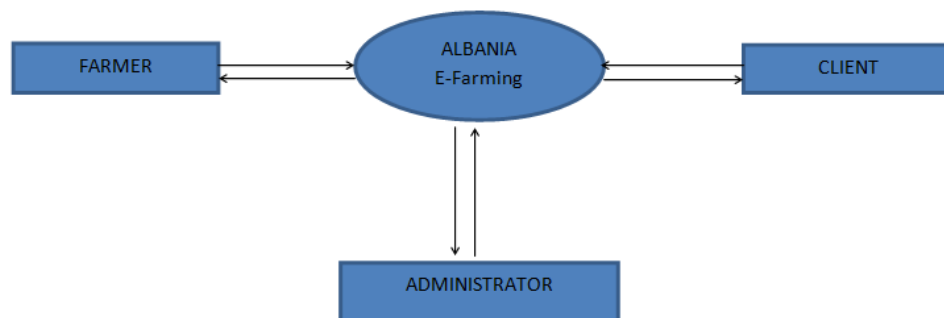 ALBANIA
FARMER
E-Farming
CLIENT
ADMINISTRATOR